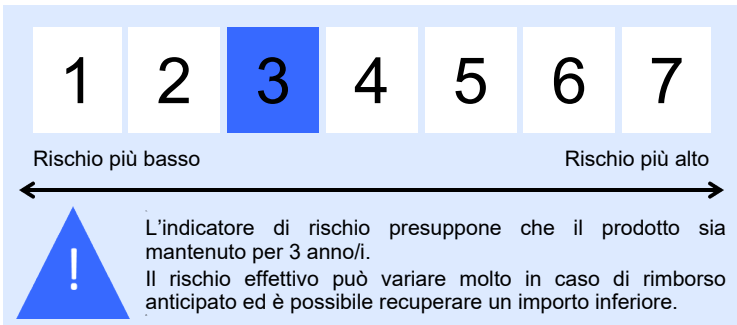 1 2 3 4 5 6 7
Rischio più basso Rischio più alto
!
L'indicatore di rischio presuppone che il prodotto sia
mantenuto per 3 anno/i.
Il rischio effettivo può variare molto in caso di rimborso
anticipato ed è possibile recuperare un importo inferiore.